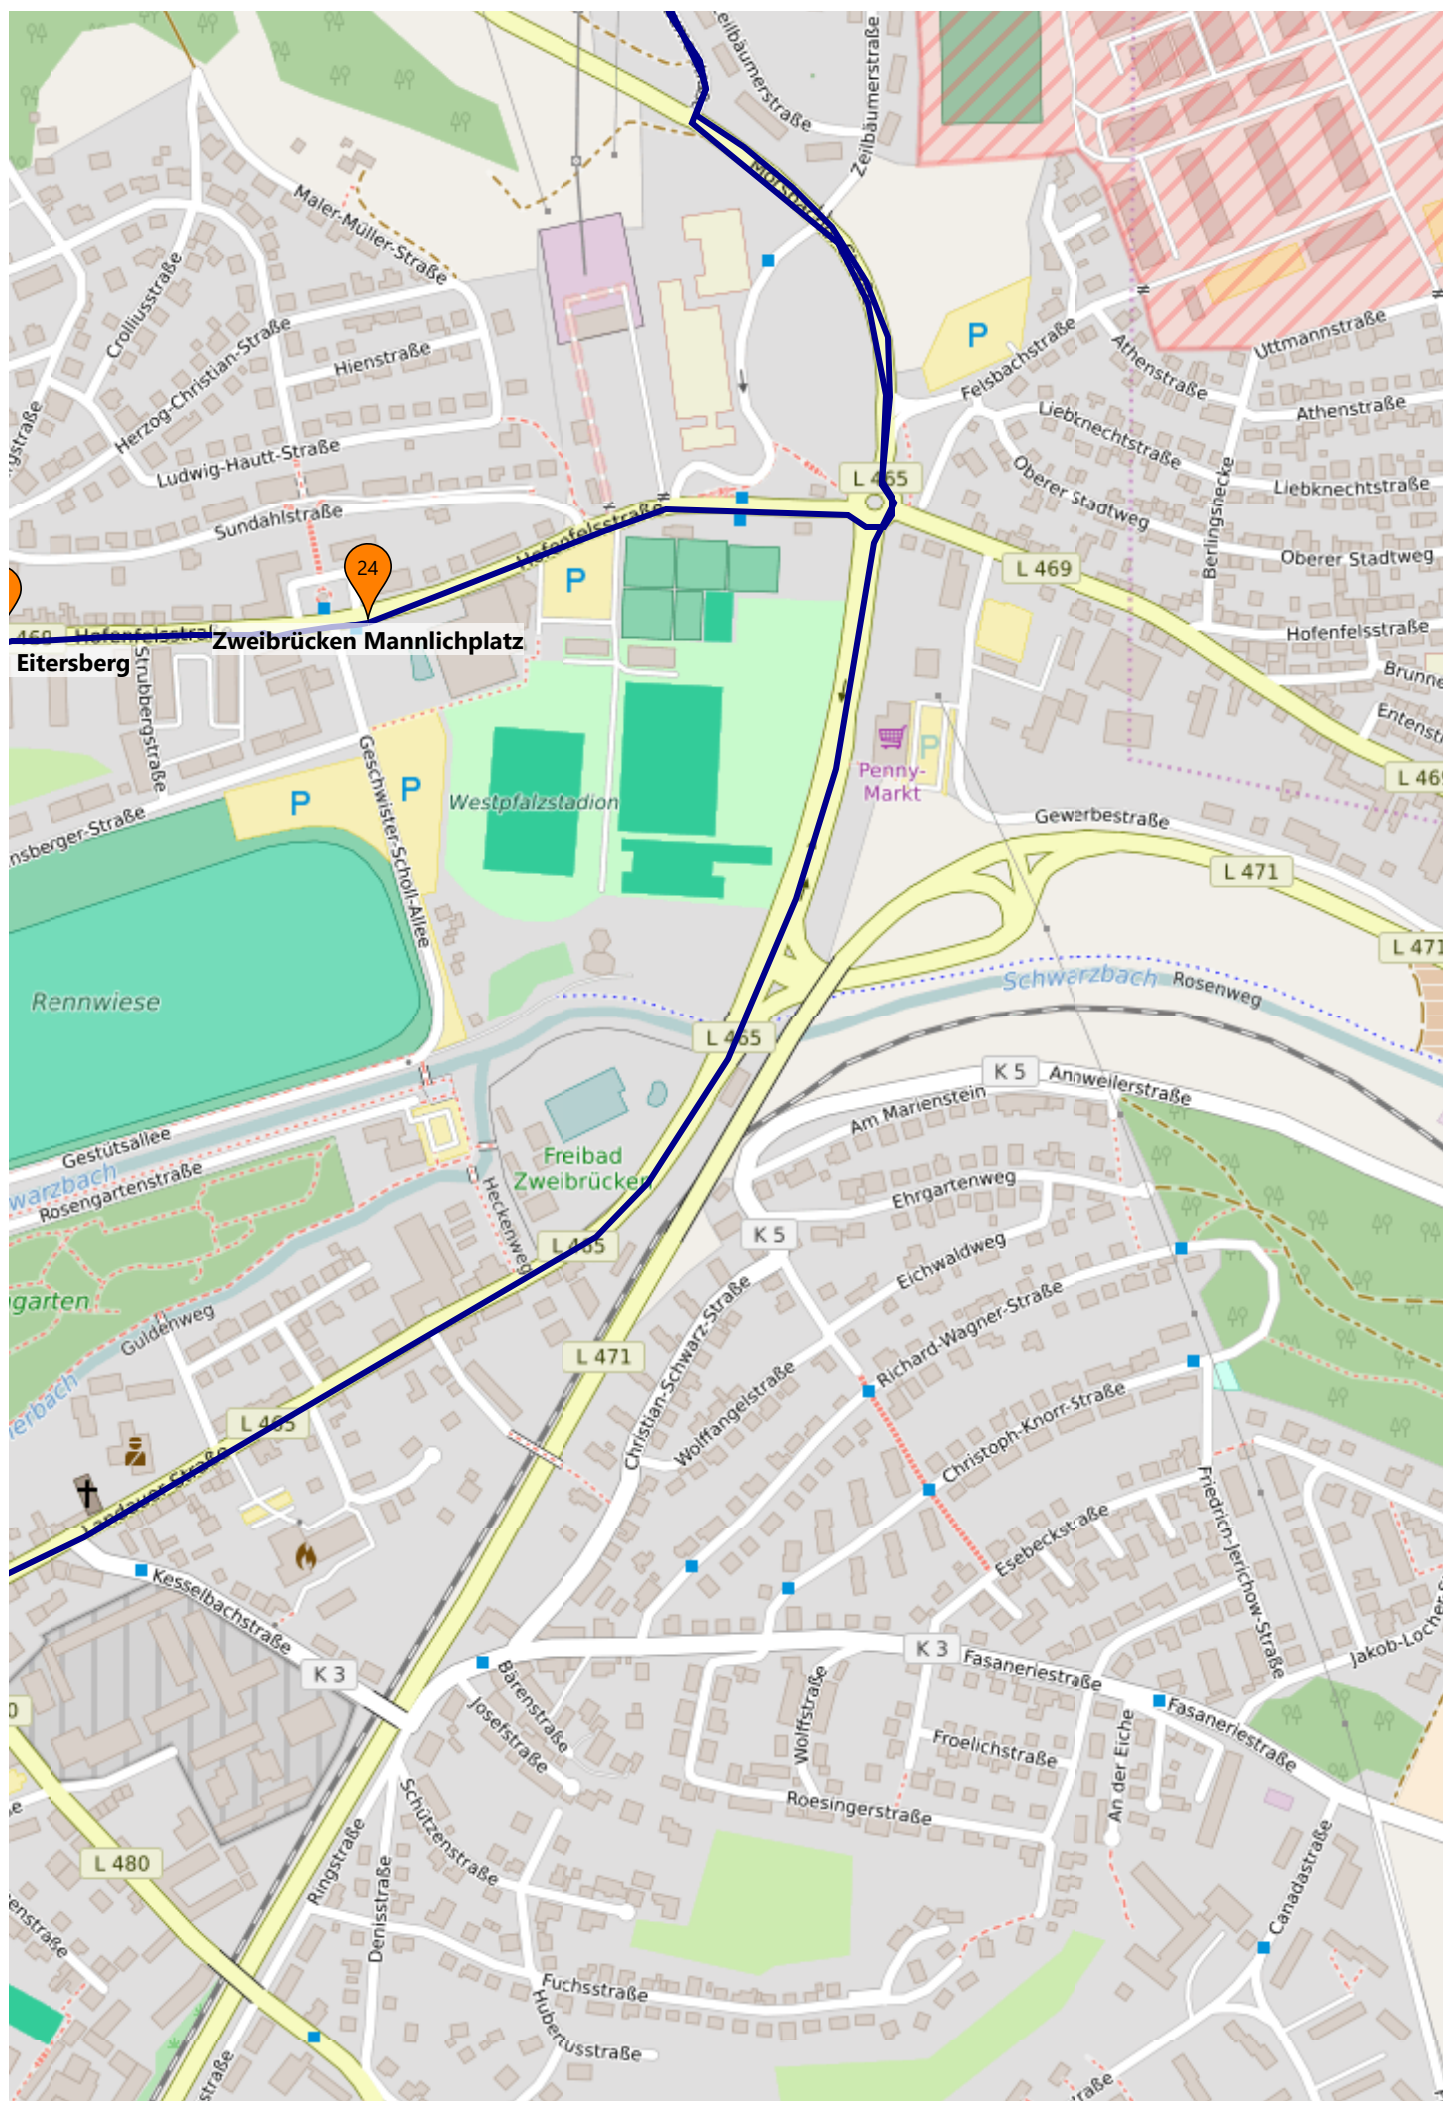 Zeilbäumerstraße
Zeilbäumerstraße
Maler-Müller-Straße
Crolliusstraße
Herzog-Christian-Straße
Hienstraße
Ludwig-Hautt-Straße
Sundahlstraße
P
Felsbachstraße
Uttmannstraße
Athenstraße
Athenstraße
Liebknechtstraße
Liebknechtstraße
Oberer Stadtweg
Oberer Stadtweg
Berlingsnecke
L 465
Hofenfelsstraße
24
P
L 469
Hofenfelsstraße
Zweibrücken Mannlichplatz
Eitersberg
Hofenfelsstraße
Strubbergstraße
P
P
Geschwister-Scholl-Allee
Westpfalzstadion
Penny-
Markt
P
Gewerbestraße
L 471
L 471
Rennwiese
Schwarzbach
Rosenweg
L 465
K 5
Annweilerstraße
Am Marienstein
Gestütsallee
Rosengartenstraße
Freibad
Zweibrücken
Heckenweg
Ehrgartenweg
K 5
L 465
Eichwaldweg
Guldenweg
Richard-Wagner-Straße
L 471
Christian-Schwarz-Straße
Wolffangelstraße
Christoph-Knorr-Straße
L 465
Landauer Straße
Friedrich-Jerichow-Straße
Esebeckstraße
Kesselbachstraße
K 3
K 3
Fasaneriestraße
Fasaneriestraße
Bärenstraße
Josefstraße
Wolffstraße
Froelichstraße
An der Eiche
Roesingerstraße
Schützenstraße
L 480
Ringstraße
Denisstraße
Canadastraße
Fuchsstraße
Hubertusstraße